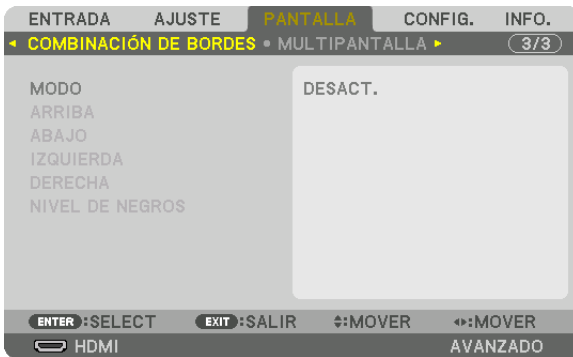 ENTRADA AJUSTE PANTALLA CONFIG. INFO.
COMBINACIÓN DE BORDES • MULTIPANTALLA 3/3
MODO DESACT.
ARRIBA
ABAJO
IZQUIERDA
DERECHA
NIVEL DE NEGROS
ENTER :SELECT EXIT :SALIR :MOVER :MOVER
HDMI AVANZADO